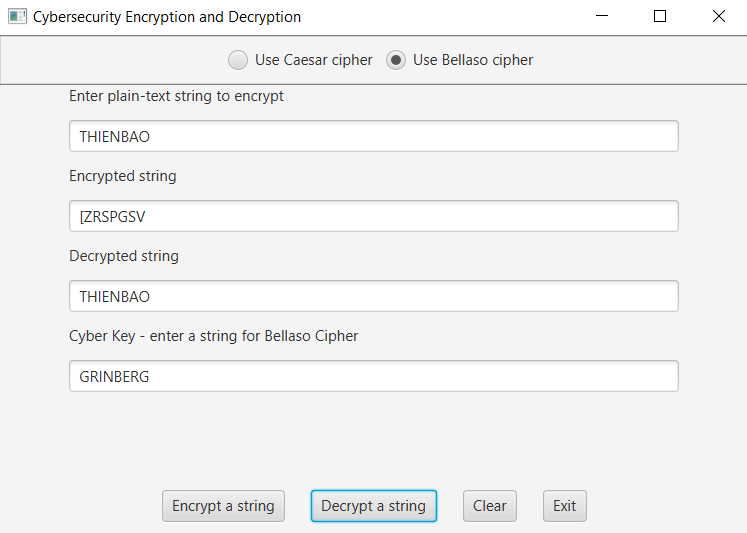 Cybersecurity Encryption and Decryption
Use Caesar cipher Use Bellaso cipher
Enter plain-text string to encrypt
THIENBAO
Encrypted string
[ZRSPGSV
Decrypted string
THIENBAO
Cyber Key - enter a string for Bellaso Cipher
GRINBERG
Encrypt a string Decrypt a string Clear Exit